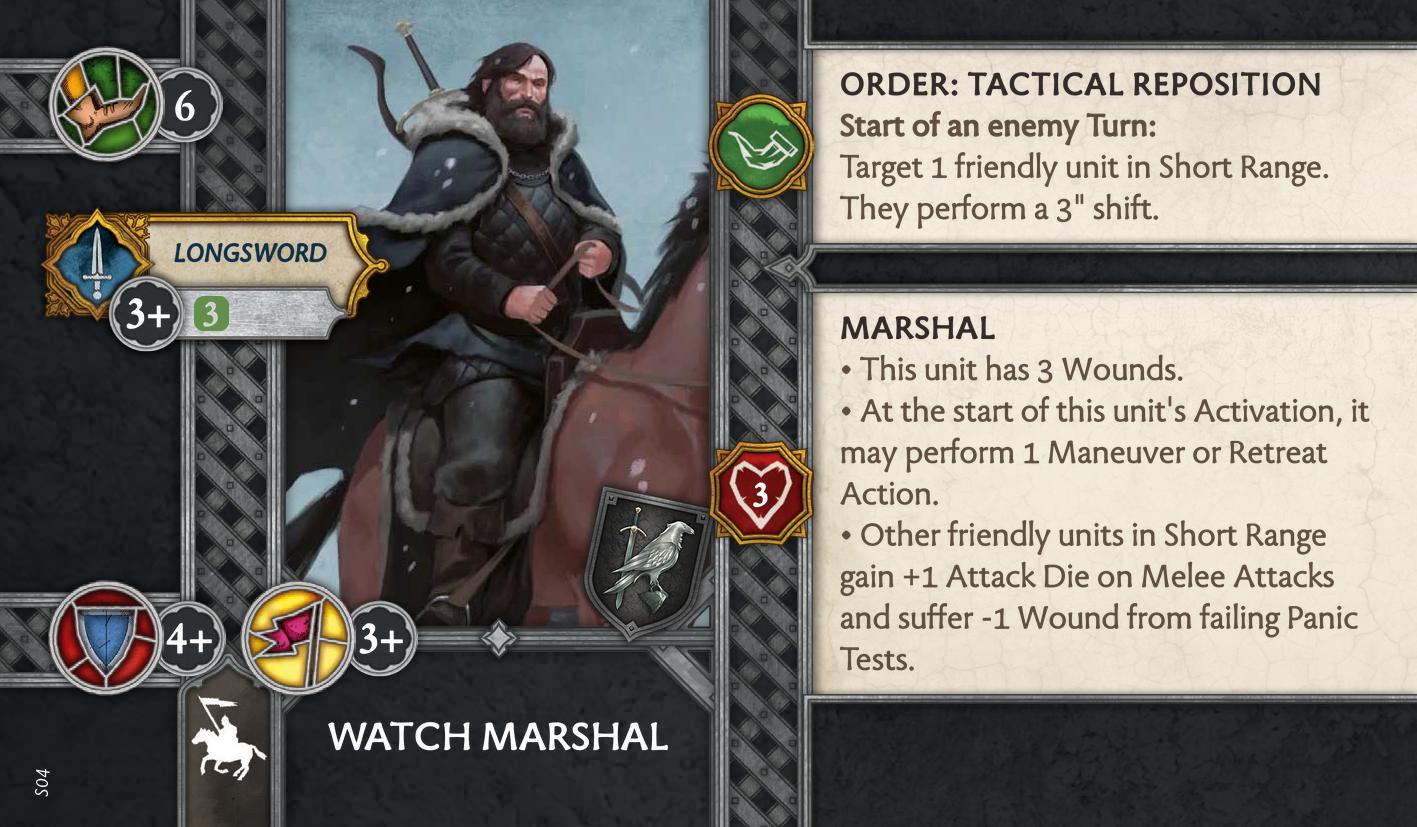 6
LONGSWORD
3+ 3
4+ 3+
WATCH MARSHAL
S04
ORDER: TACTICAL REPOSITION
Start of an enemy Turn:
Target 1 friendly unit in Short Range.
They perform a 3" shift.
3
MARSHAL
• This unit has 3 Wounds.
• At the start of this unit's Activation, it
may perform 1 Maneuver or Retreat
Action.
• Other friendly units in Short Range
gain +1 Attack Die on Melee Attacks
and suffer -1 Wound from failing Panic
Tests.